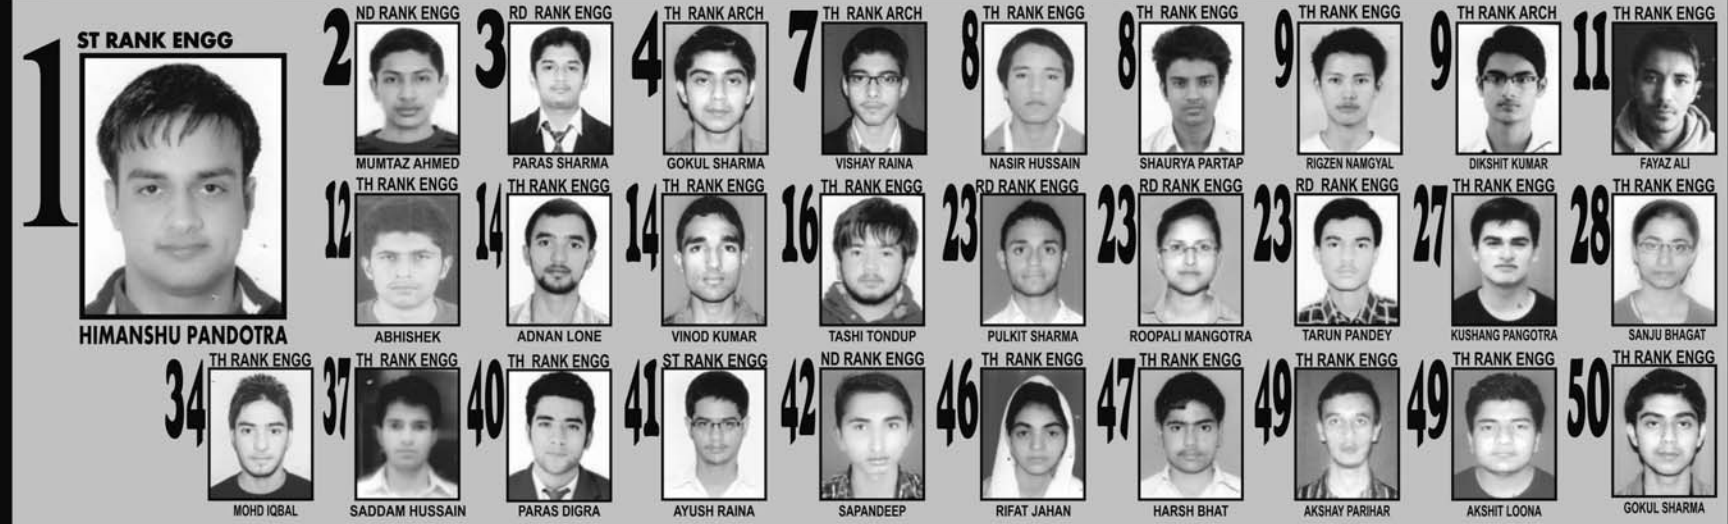 1 ST RANK ENGG
HIMANSHU PANDOTRA
2 ND RANK ENGG
MUMTAZ AHMED
3 RD RANK ENGG
PARAS SHARMA
4 TH RANK ARCH
GOKUL SHARMA
7 TH RANK ARCH
VISHAY RAINA
8 TH RANK ENGG
NASIR HUSSAIN
8 TH RANK ENGG
SHAURYA PARTAP
9 TH RANK ENGG
RIGZEN NAMGYAL
9 TH RANK ARCH
DIKSHIT KUMAR
11 TH RANK ENGG
FAYAZ ALI
12 TH RANK ENGG
ABHISHEK
14 TH RANK ENGG
ADNAN LONE
14 TH RANK ENGG
VINOD KUMAR
16 TH RANK ENGG
TASHI TONDUP
23 RD RANK ENGG
PULKIT SHARMA
23 RD RANK ENGG
ROOPALI MANGOTRA
23 RD RANK ENGG
TARUN PANDEY
27 TH RANK ENGG
KUSHANG PANGOTRA
28 TH RANK ENGG
SANJU BHAGAT
34 TH RANK ENGG
MOHD IQBAL
37 TH RANK ENGG
SADDAM HUSSAIN
40 TH RANK ENGG
PARAS DIGRA
41 ST RANK ENGG
AYUSH RAINA
42 ND RANK ENGG
SAPANDEEP
46 TH RANK ENGG
RIFAT JAHAN
47 TH RANK ENGG
HARSH BHAT
49 TH RANK ENGG
AKSHAY PARIHAR
49 TH RANK ENGG
AKSHIT LOONA
50 TH RANK ENGG
GOKUL SHARMA